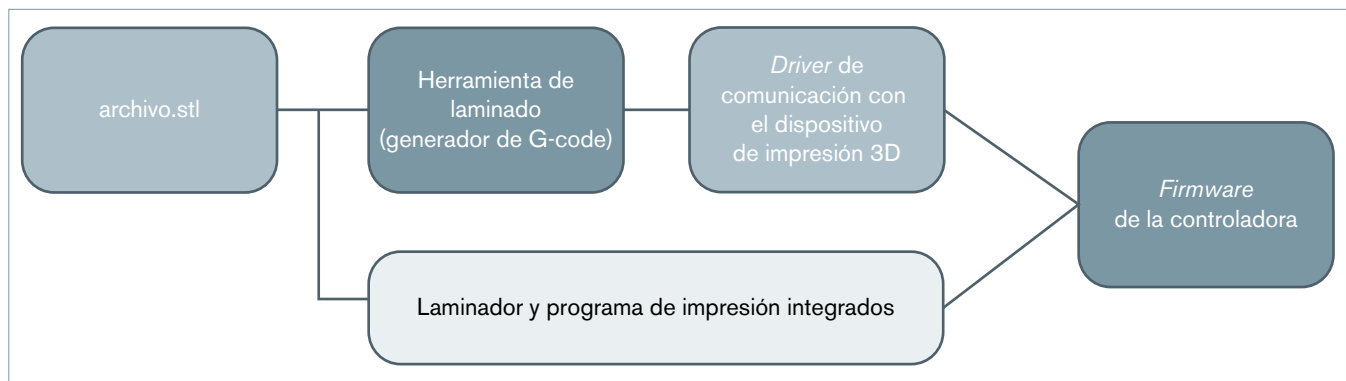 archivo.stl
Herramienta de
laminado
(generador de G-code)
Driver de
comunicación con
el dispositivo
de impresión 3D
Firmware
de la controladora
Laminador y programa de impresión integrados